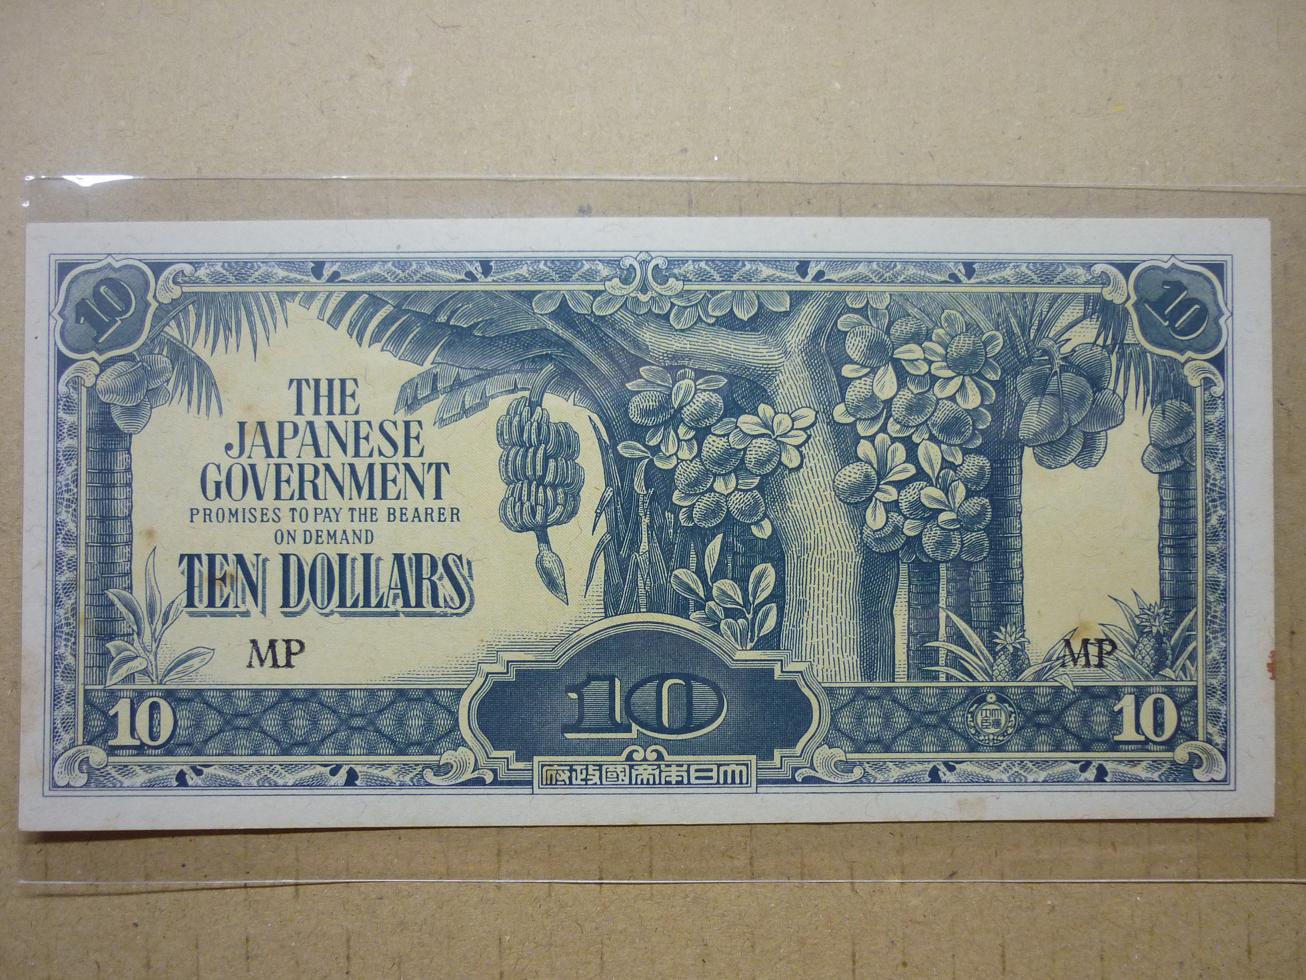 10
10
THE
JAPANESE
GOVERNMENT
PROMISES TO PAY THE BEARER
ON DEMAND
TEN DOLLARS
MP
MP
10
10
10
府政國帝本日大